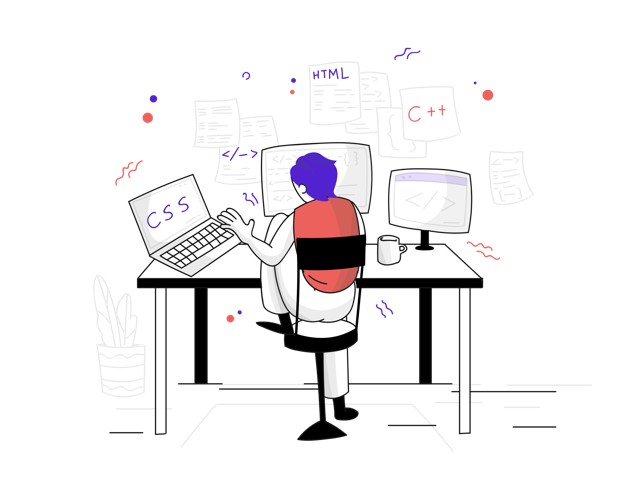 HTML
C++
</-->
CSS
</>